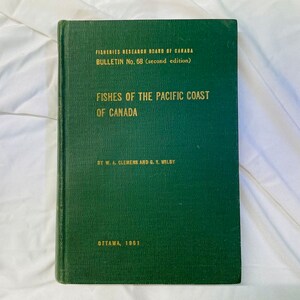 FISHERIES RESEARCH BOARD OF CANADA
BULLETIN No. 68 (second edition)
FISHES OF THE PACIFIC COAST
OF CANADA
BY W. A. CLEMENS AND G. V. WILBY
OTTAWA, 1961